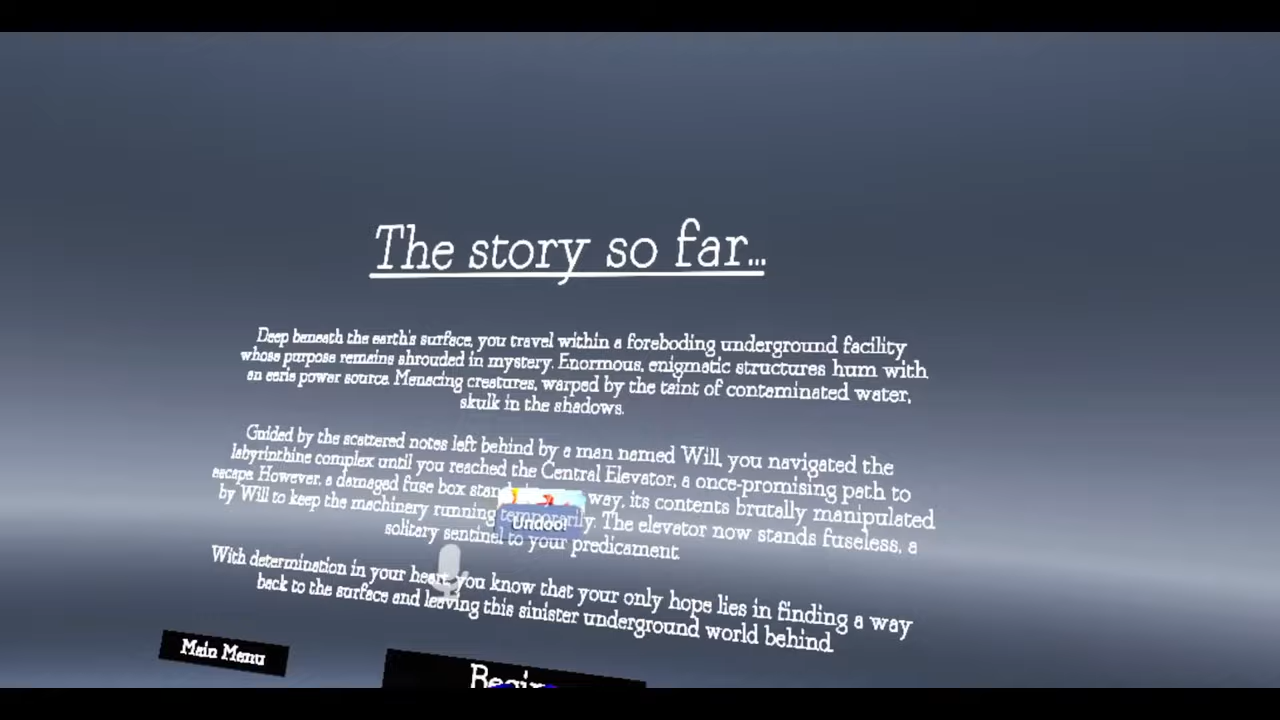 The story so far...
Deep beneath the earth's surface, you travel within a foreboding underground facility
whose purpose remains shrouded in mystery. Enormous, enigmatic structures hum with
an eerie power source. Menacing creatures, warped by the taint of contaminated water,
skulk in the shadows.
Guided by the scattered notes left behind by a man named Will, you navigated the
labyrinthine complex until you reached the Central Elevator, a once-promising path to
escape. However, a damaged fuse box way, its contents brutally manipulated
by Will to keep the machinery running temporarily. The elevator now stands fuseless, a
solitary sentinel to your predicament.
With determination in your heart, you know that your only hope lies in finding a way
back to the surface and leaving this sinister underground world behind.
Undoo!
Main Menu